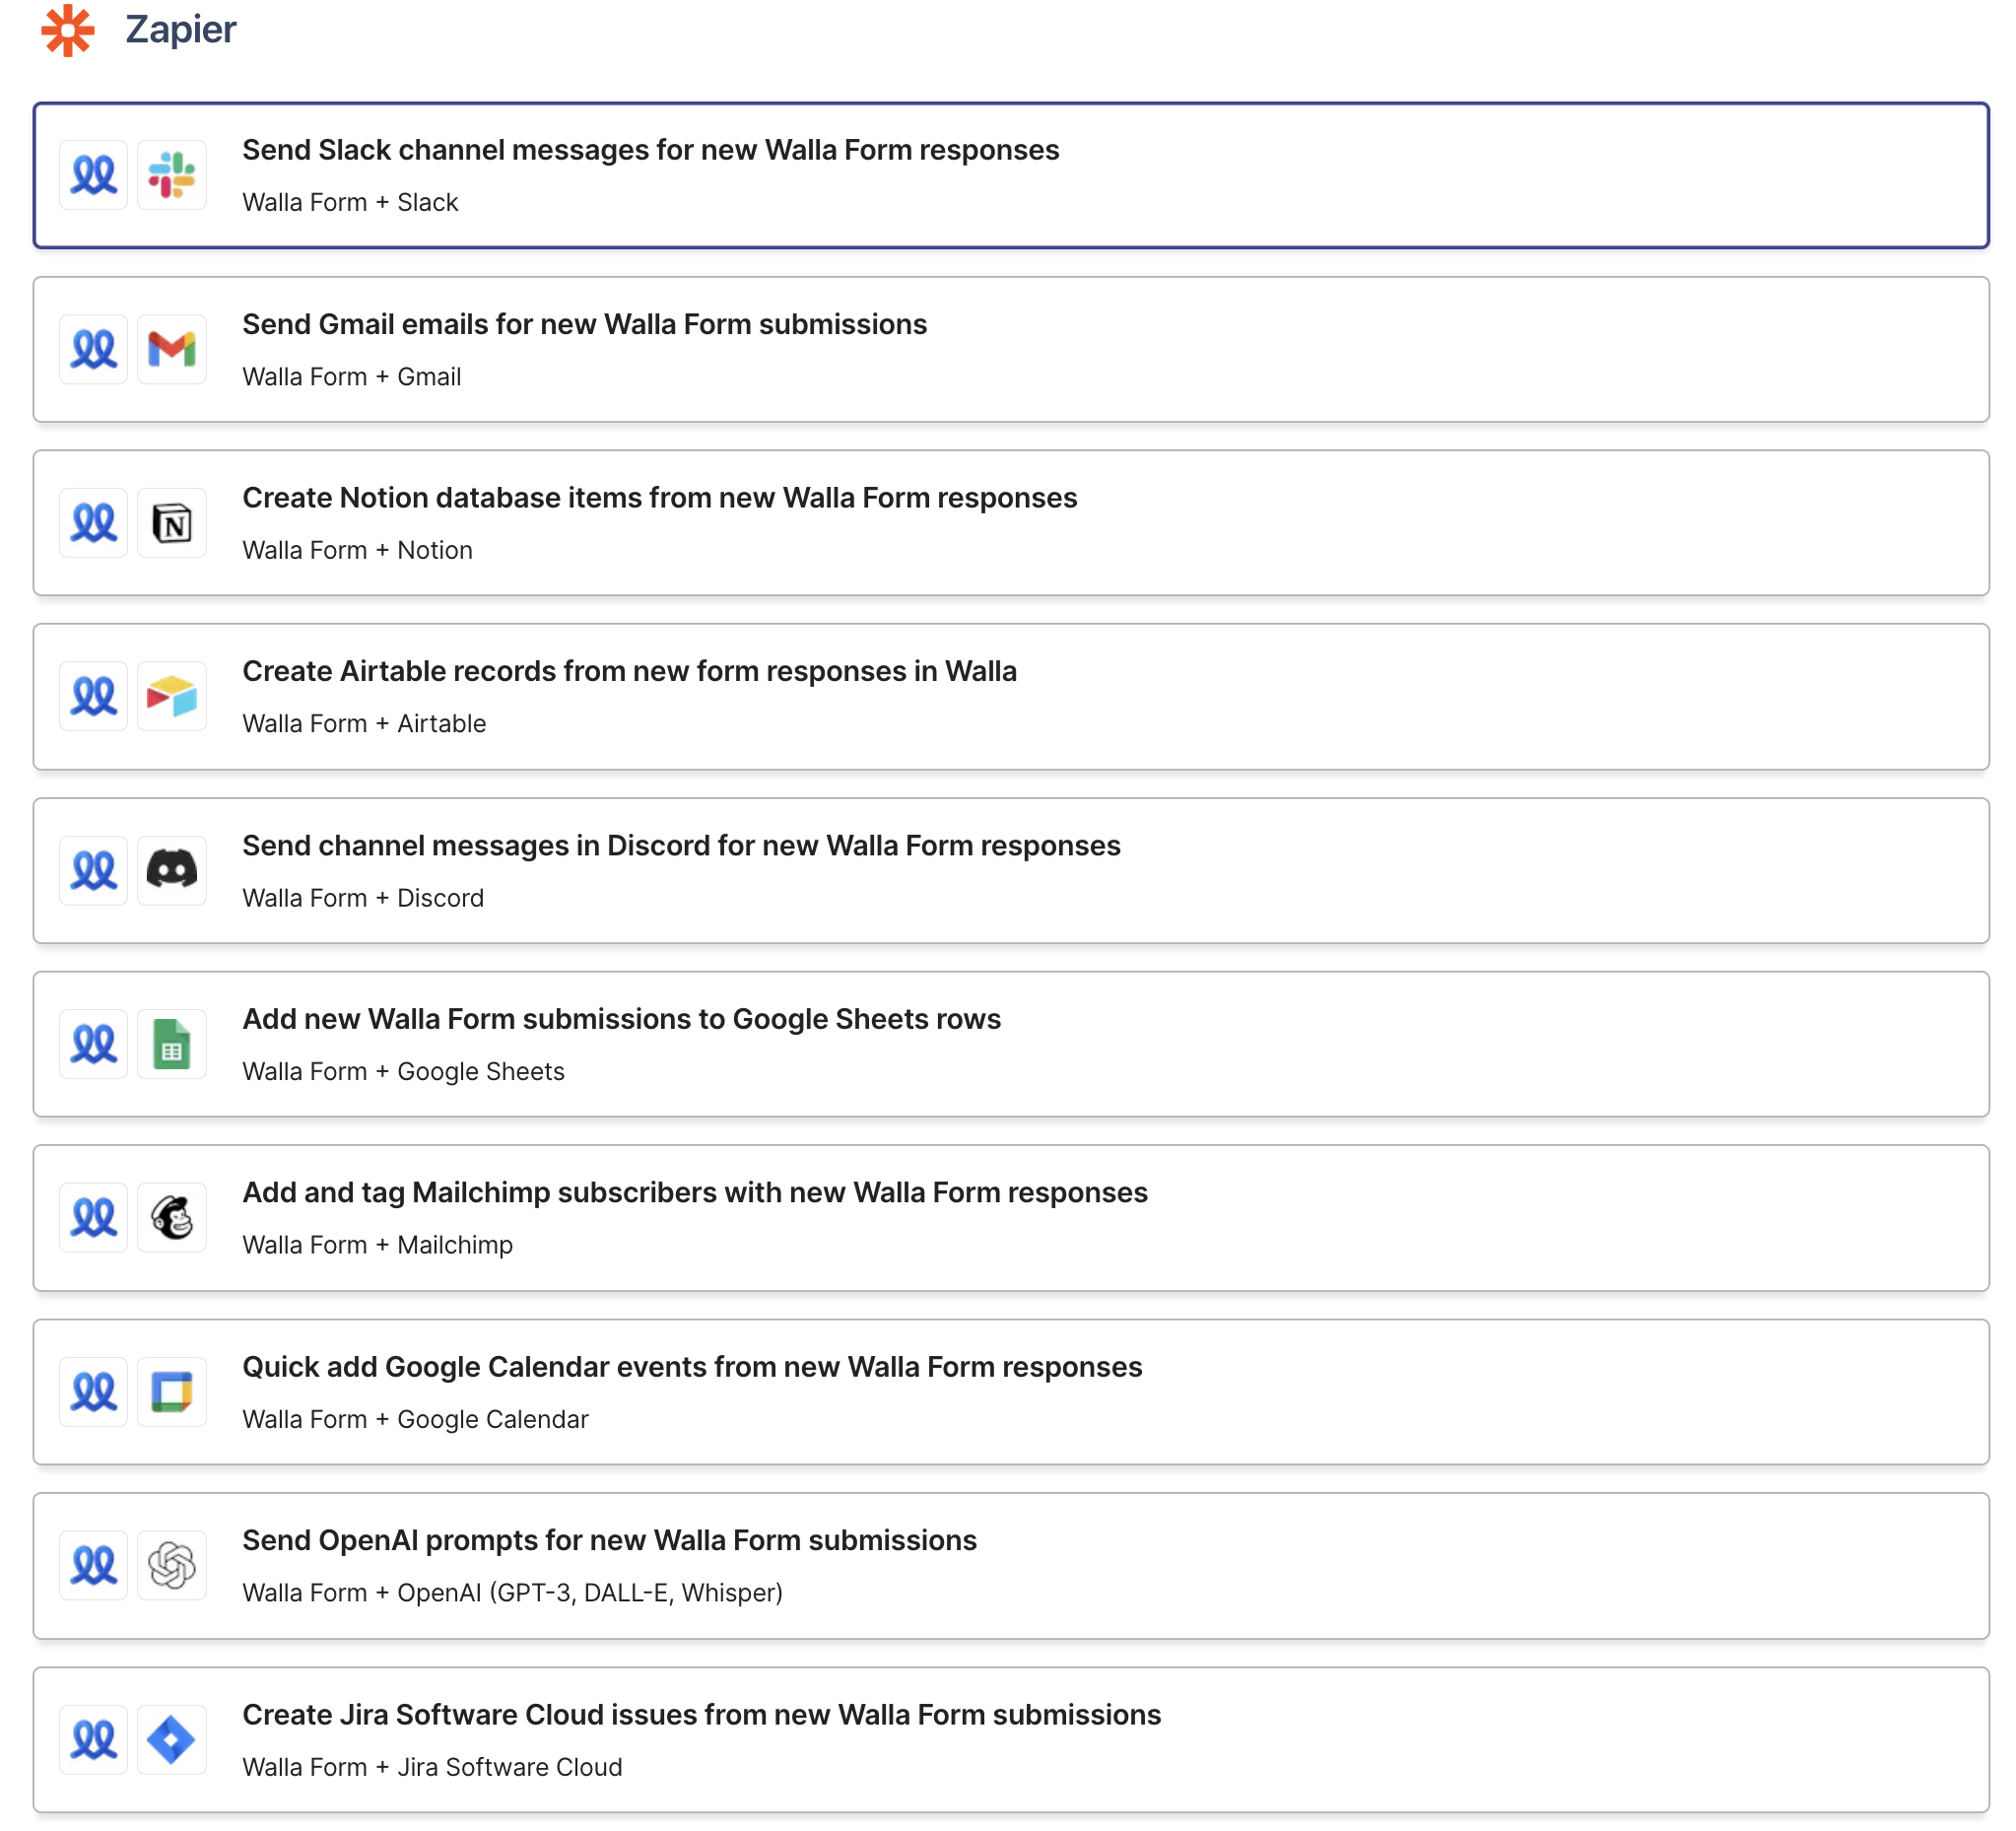 Zapier
Send Slack channel messages for new Walla Form responses
Walla Form + Slack
Send Gmail emails for new Walla Form submissions
Walla Form + Gmail
Create Notion database items from new Walla Form responses
Walla Form + Notion
Create Airtable records from new form responses in Walla
Walla Form + Airtable
Send channel messages in Discord for new Walla Form responses
Walla Form + Discord
Add new Walla Form submissions to Google Sheets rows
Walla Form + Google Sheets
Add and tag Mailchimp subscribers with new Walla Form responses
Walla Form + Mailchimp
Quick add Google Calendar events from new Walla Form responses
Walla Form + Google Calendar
Send OpenAI prompts for new Walla Form submissions
Walla Form + OpenAI (GPT-3, DALL-E, Whisper)
Create Jira Software Cloud issues from new Walla Form submissions
Walla Form + Jira Software Cloud